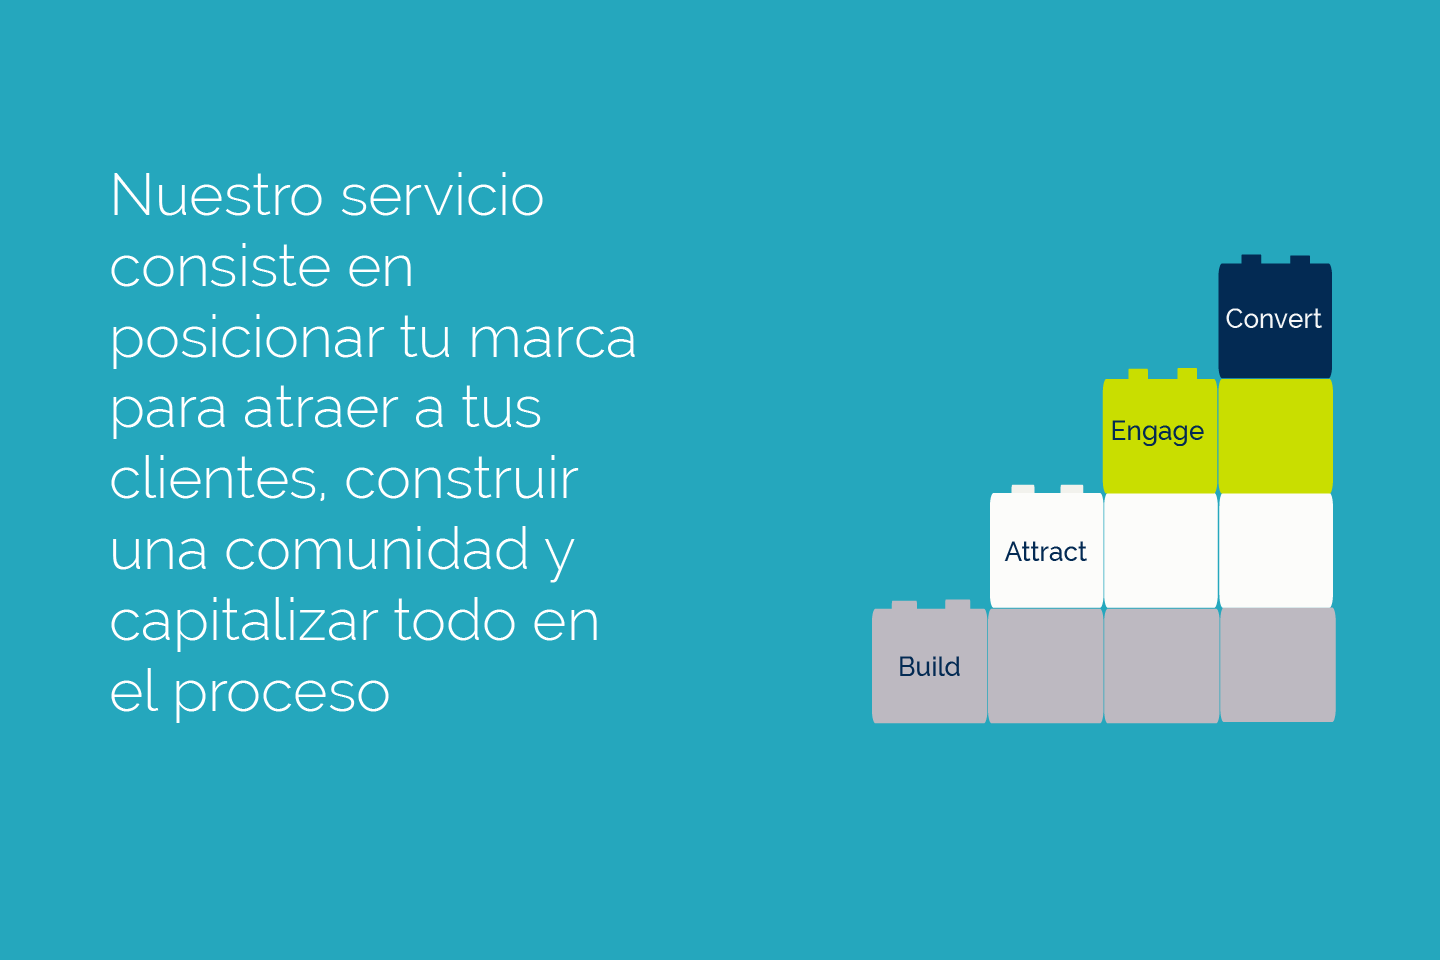 Nuestro servicio
consiste en
posicionar tu marca
para atraer a tus
clientes, construir
una comunidad y
capitalizar todo en
el proceso
Convert
Engage
Attract
Build